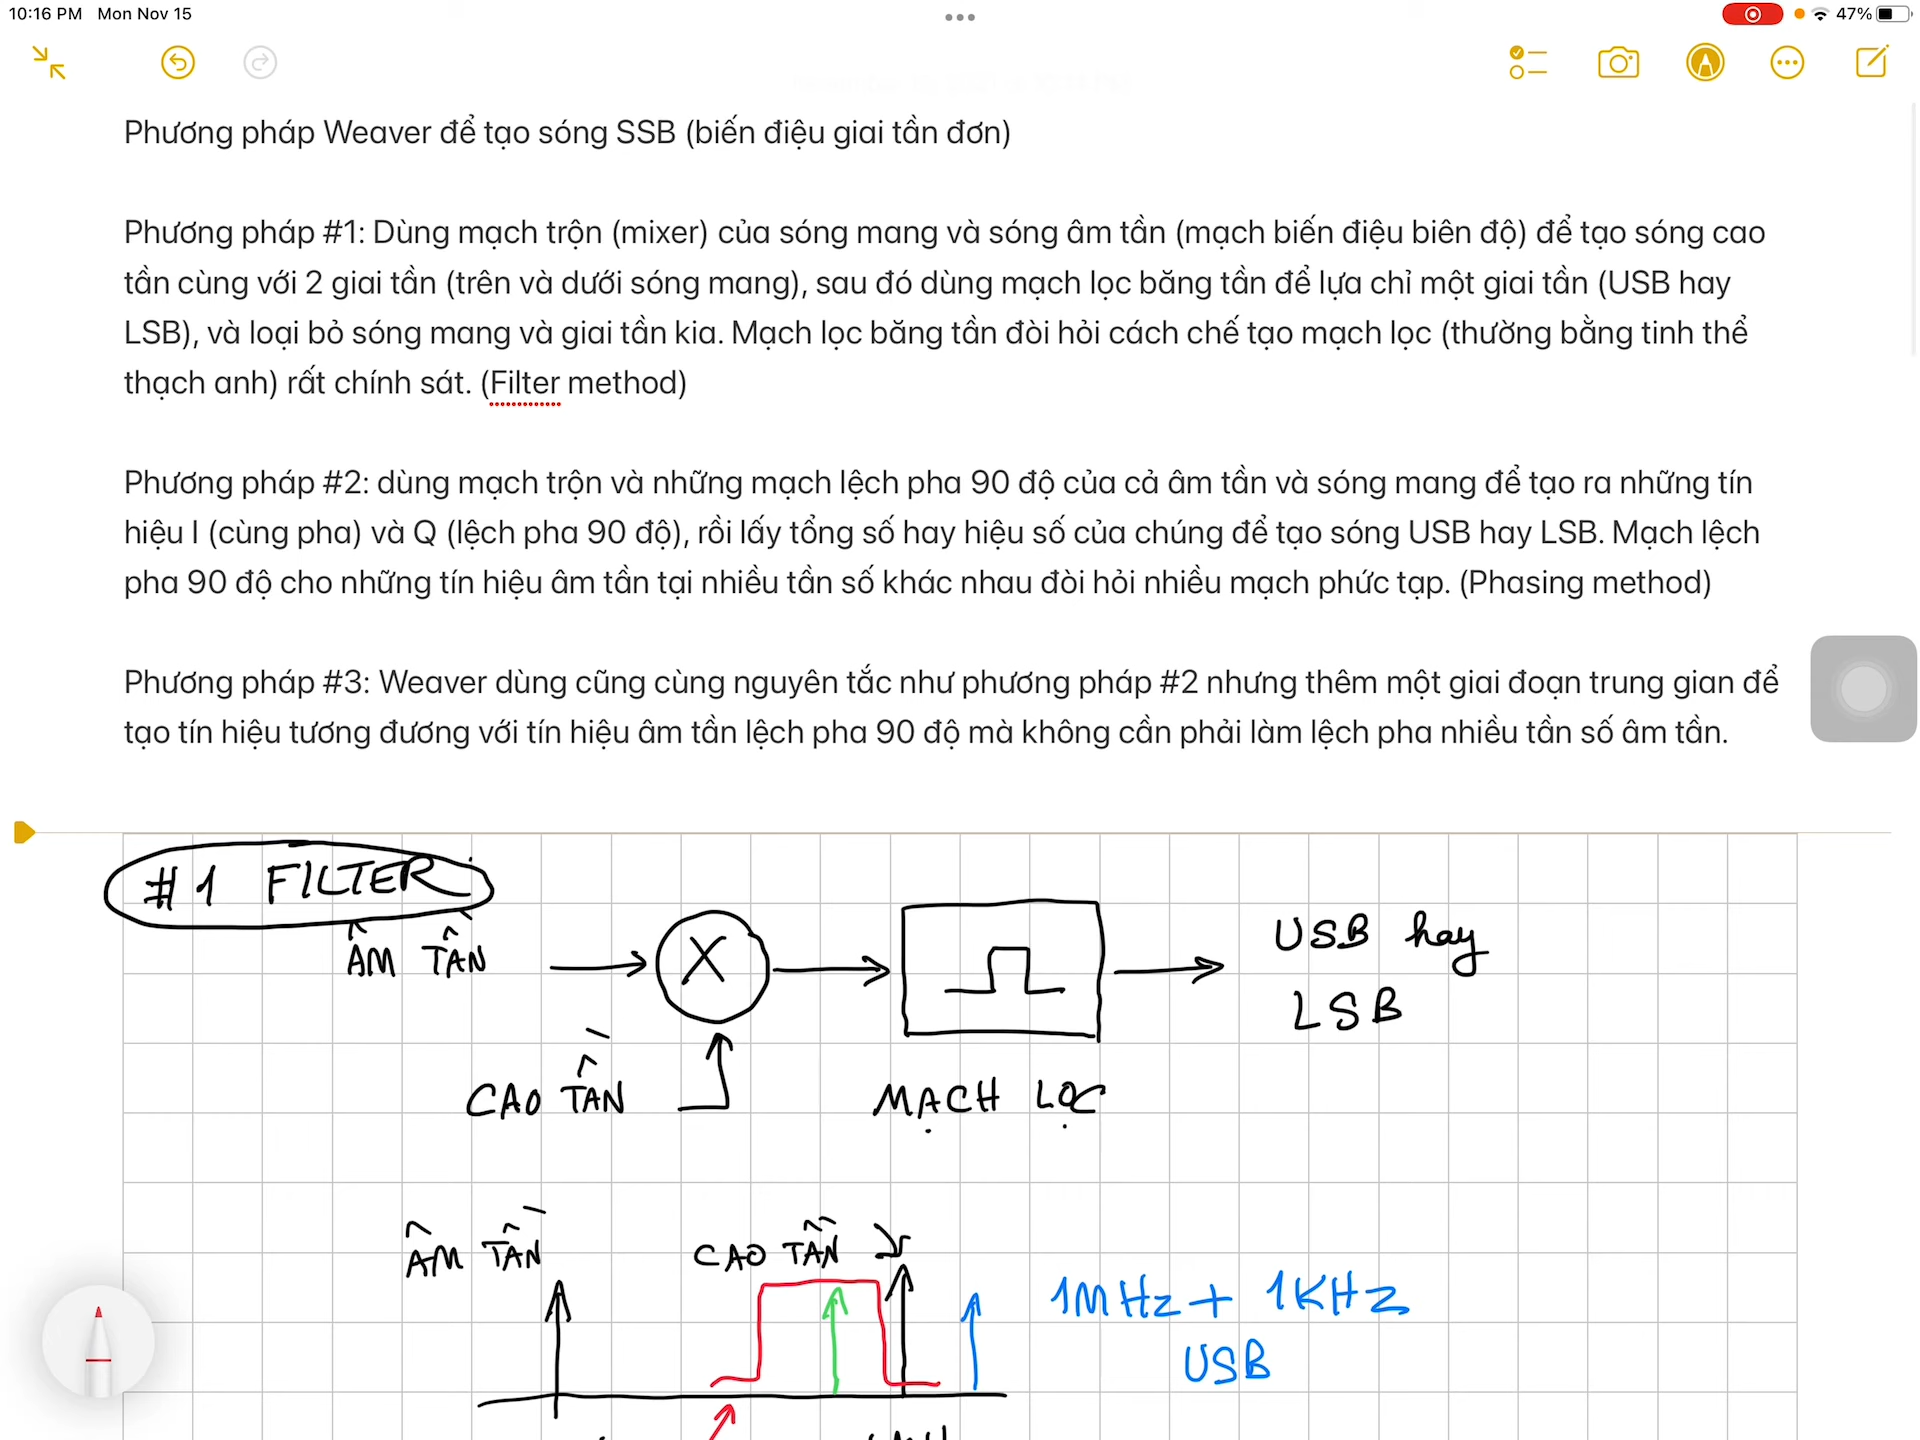 10:16 PM Mon Nov 15
47%
Phương pháp Weaver để tạo sóng SSB (biến điệu giai tần đơn)
Phương pháp #1: Dùng mạch trộn (mixer) của sóng mang và sóng âm tần (mạch biến điệu biên độ) để tạo sóng cao
tần cùng với 2 giai tần (trên và dưới sóng mang), sau đó dùng mạch lọc băng tần để lựa chỉ một giai tần (USB hay
LSB), và loại bỏ sóng mang và giai tần kia. Mạch lọc băng tần đòi hỏi cách chế tạo mạch lọc (thường bằng tinh thể
thạch anh) rất chính sát. (Filter method)
Phương pháp #2: dùng mạch trộn và những mạch lệch pha 90 độ của cả âm tần và sóng mang để tạo ra những tín
hiệu I (cùng pha) và Q (lệch pha 90 độ), rồi lấy tổng số hay hiệu số của chúng để tạo sóng USB hay LSB. Mạch lệch
pha 90 độ cho những tín hiệu âm tần tại nhiều tần số khác nhau đòi hỏi nhiều mạch phức tạp. (Phasing method)
Phương pháp #3: Weaver dùng cũng cùng nguyên tắc như phương pháp #2 nhưng thêm một giai đoạn trung gian để
tạo tín hiệu tương đương với tín hiệu âm tần lệch pha 90 độ mà không cần phải làm lệch pha nhiều tần số âm tần.
#1 FILTER
ÂM TẦN
X
USB hay
LSB
CAO TẦN
MẠCH LỌC
ÂM TẦN
CAO TẦN
1MHz + 1KHz
USB